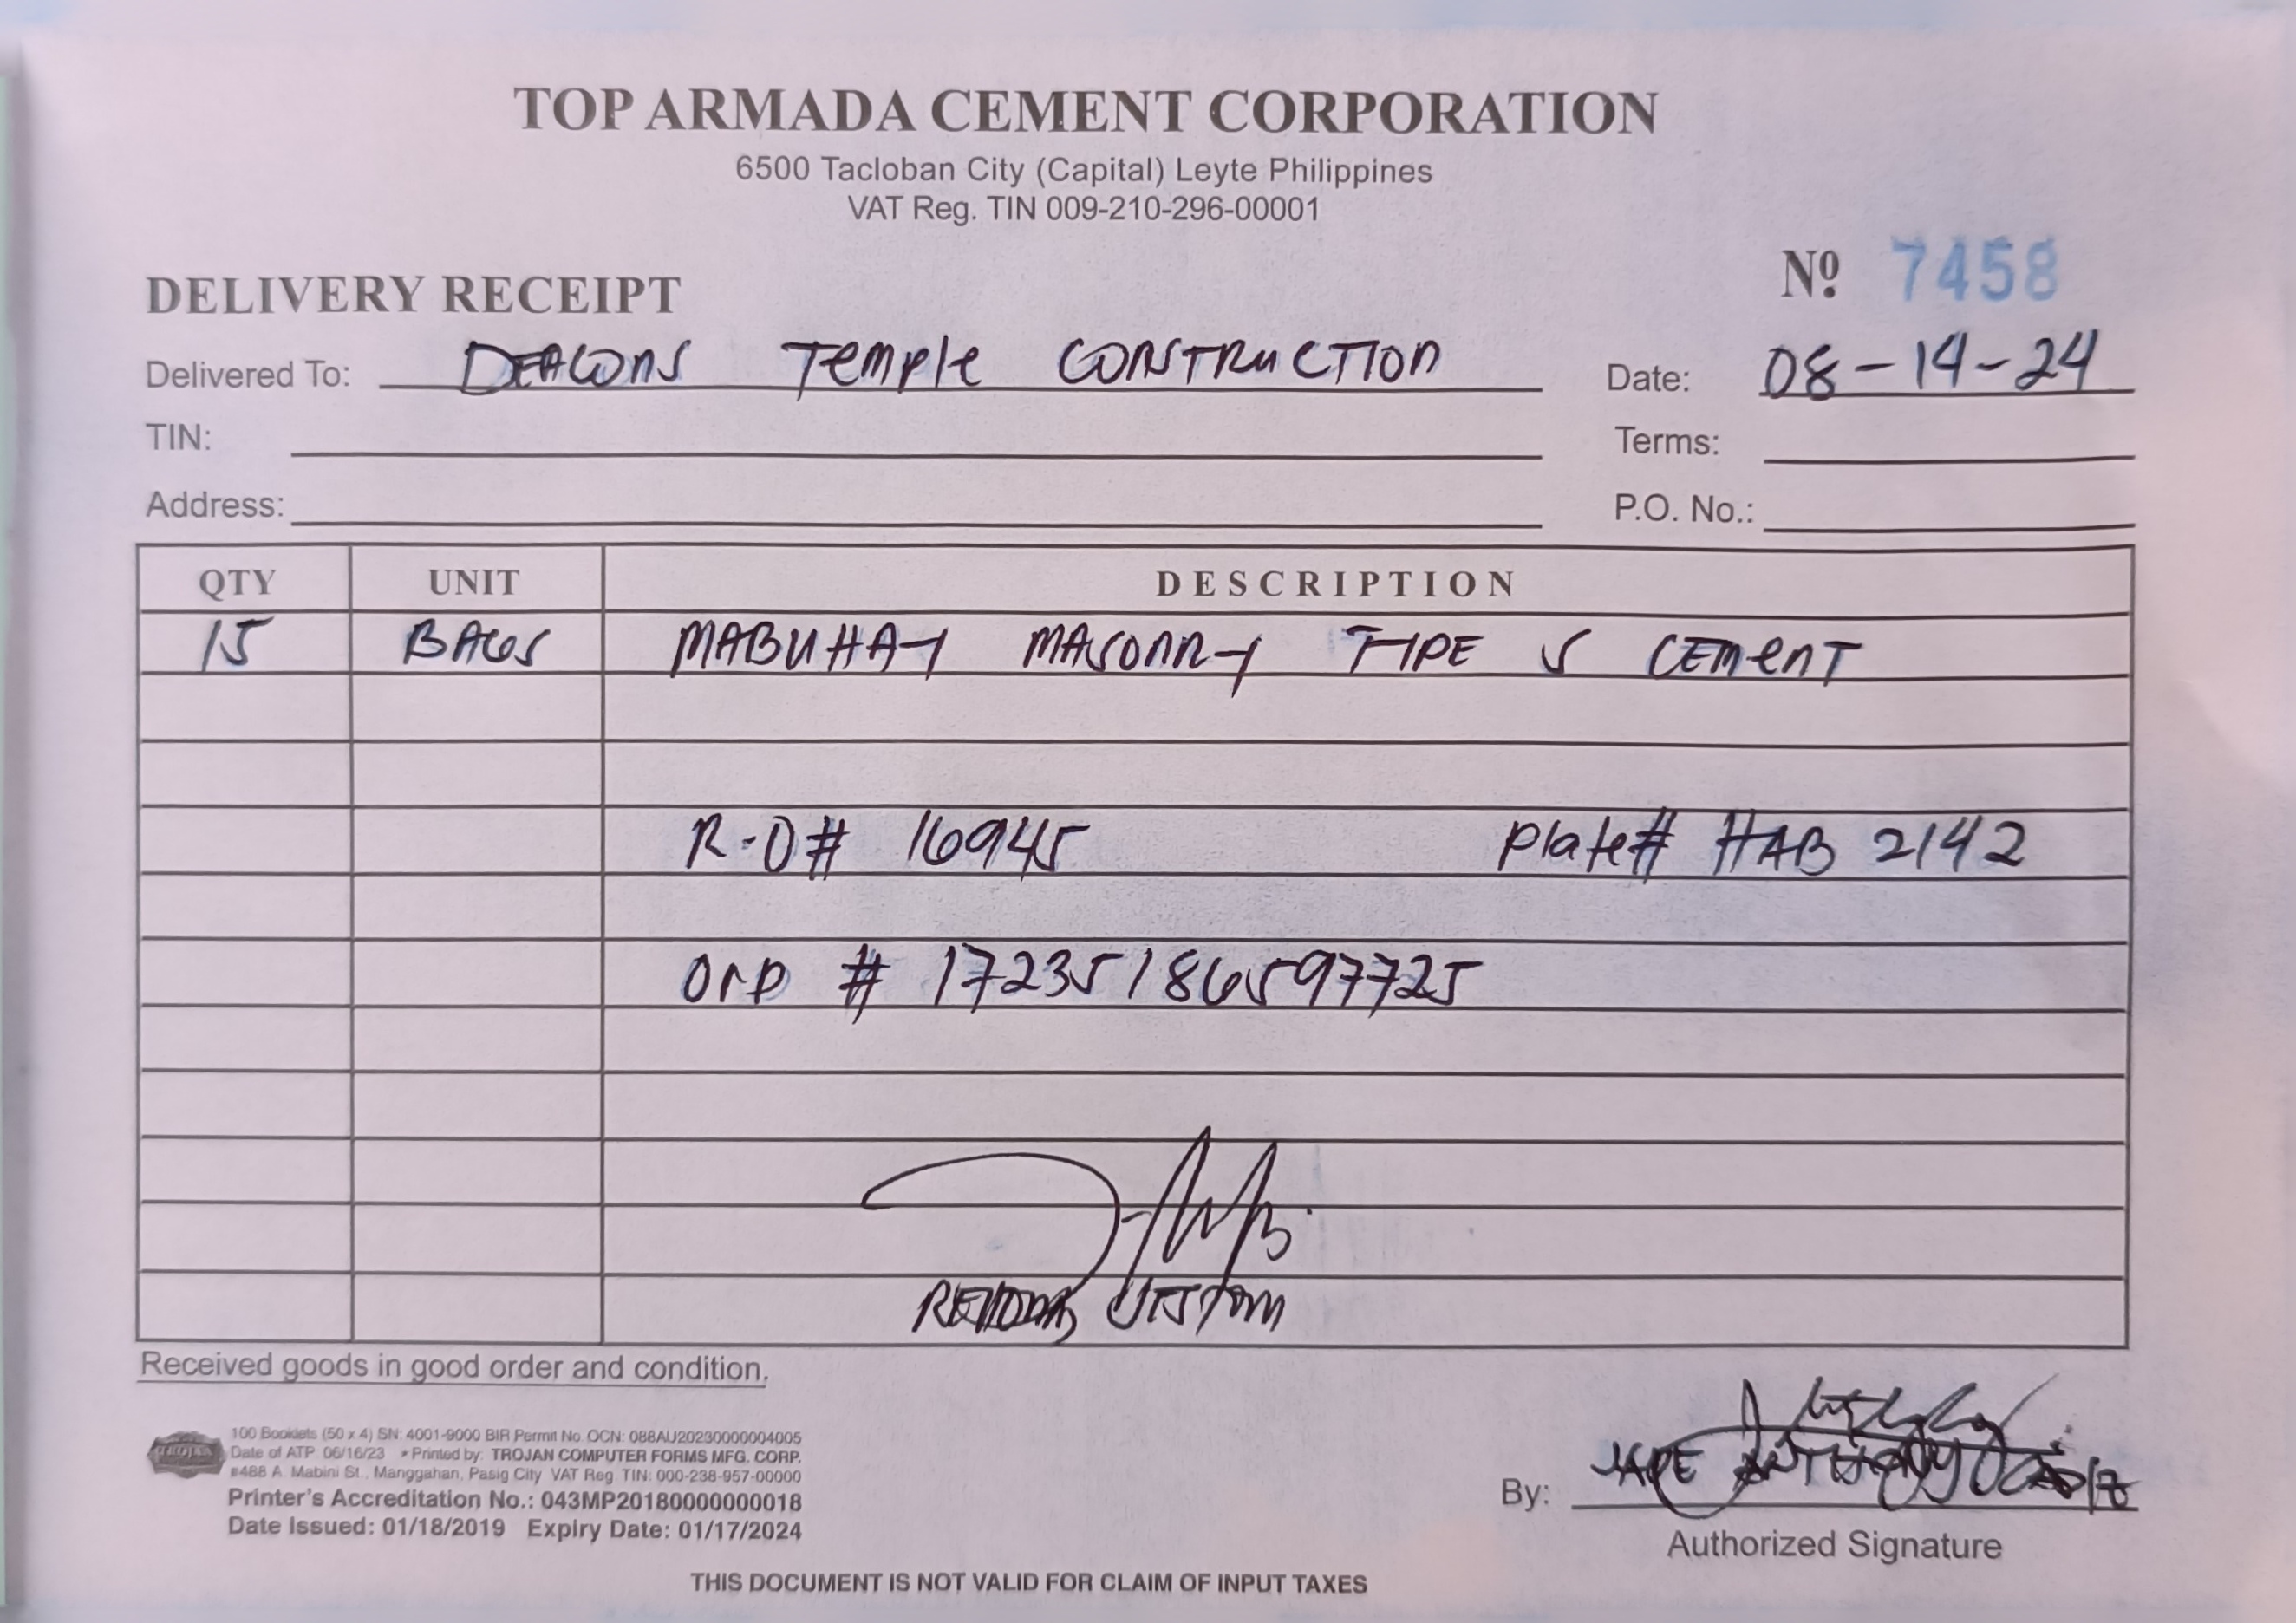 TOP ARMADA CEMENT CORPORATION
6500 Tacloban City (Capital) Leyte Philippines
VAT Reg. TIN 009-210-296-00001
Nº 7458
DELIVERY RECEIPT
Delivered To: DEACONS TEMPLE CONSTRUCTION
Date: 08-14-24
TIN:
Terms:
Address:
P.O. No.:
QTY UNIT DESCRIPTION
15 BAGS MABUHAY MASONRY TYPE S CEMENT
R-O# 16945 Plate# HAB 2142
ORD # 17235186597725
Received goods in good order and condition.
100 Booklets (50 x 4) SN: 4001-9000 BIR Permit No. OCN: 088AU20230000004005
Date of ATP: 06/16/23 * Printed by: TROJAN COMPUTER FORMS MFG. CORP.
#488 A. Mabini St., Manggahan, Pasig City VAT Reg. TIN: 000-238-957-00000
Printer's Accreditation No.: 043MP20180000000018
Date Issued: 01/18/2019 Expiry Date: 01/17/2024
TROJAN
By: ANTHONY
Authorized Signature
THIS DOCUMENT IS NOT VALID FOR CLAIM OF INPUT TAXES